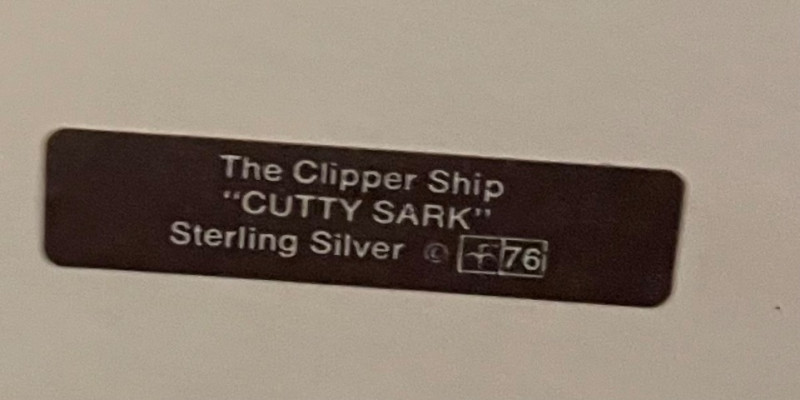 The Clipper Ship
“CUTTY SARK”
Sterling Silver © 76